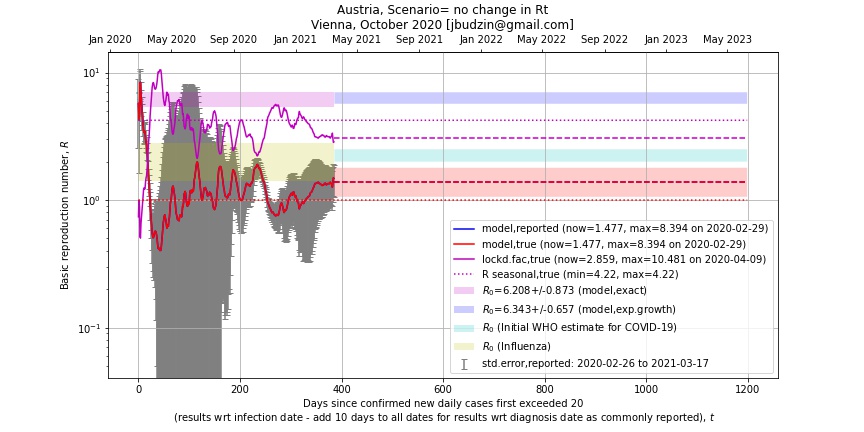 Austria, Scenario= no change in Rt
Vienna, October 2020 [jbudzin@gmail.com]
Jan 2020 May 2020 Sep 2020 Jan 2021 May 2021 Sep 2021 Jan 2022 May 2022 Sep 2022 Jan 2023 May 2023
10¹
10⁰
10⁻¹
Basic reproduction number, R
model,reported (now=1.477, max=8.394 on 2020-02-29)
model,true (now=1.477, max=8.394 on 2020-02-29)
lockd.fac,true (now=2.859, max=10.481 on 2020-04-09)
R seasonal,true (min=4.22, max=4.22)
R₀=6.208+/-0.873 (model,exact)
R₀=6.343+/-0.657 (model,exp.growth)
R₀ (Initial WHO estimate for COVID-19)
R₀ (Influenza)
std.error,reported: 2020-02-26 to 2021-03-17
0 200 400 600 800 1000 1200
Days since confirmed new daily cases first exceeded 20
(results wrt infection date - add 10 days to all dates for results wrt diagnosis date as commonly reported), t